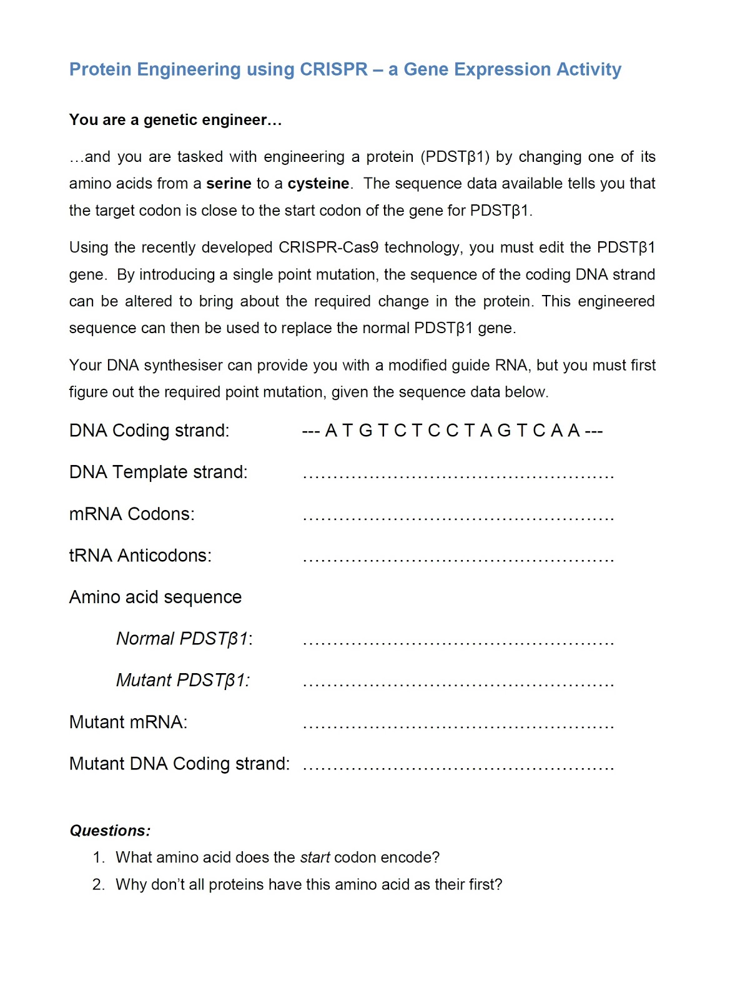 Protein Engineering using CRISPR – a Gene Expression Activity
You are a genetic engineer…
…and you are tasked with engineering a protein (PDSTβ1) by changing one of its
amino acids from a serine to a cysteine.  The sequence data available tells you that
the target codon is close to the start codon of the gene for PDSTβ1.
Using the recently developed CRISPR-Cas9 technology, you must edit the PDSTβ1
gene.  By introducing a single point mutation, the sequence of the coding DNA strand
can be altered to bring about the required change in the protein. This engineered
sequence can then be used to replace the normal PDSTβ1 gene.
Your DNA synthesiser can provide you with a modified guide RNA, but you must first
figure out the required point mutation, given the sequence data below.
DNA Coding strand: --- A T G T C T C C T A G T C A A ---
DNA Template strand: …………………………………………….
mRNA Codons: …………………………………………….
tRNA Anticodons: …………………………………………….
Amino acid sequence
Normal PDSTβ1: …………………………………………….
Mutant PDSTβ1: …………………………………………….
Mutant mRNA: …………………………………………….
Mutant DNA Coding strand: …………………………………………….
Questions:
1. What amino acid does the start codon encode?
2. Why don’t all proteins have this amino acid as their first?